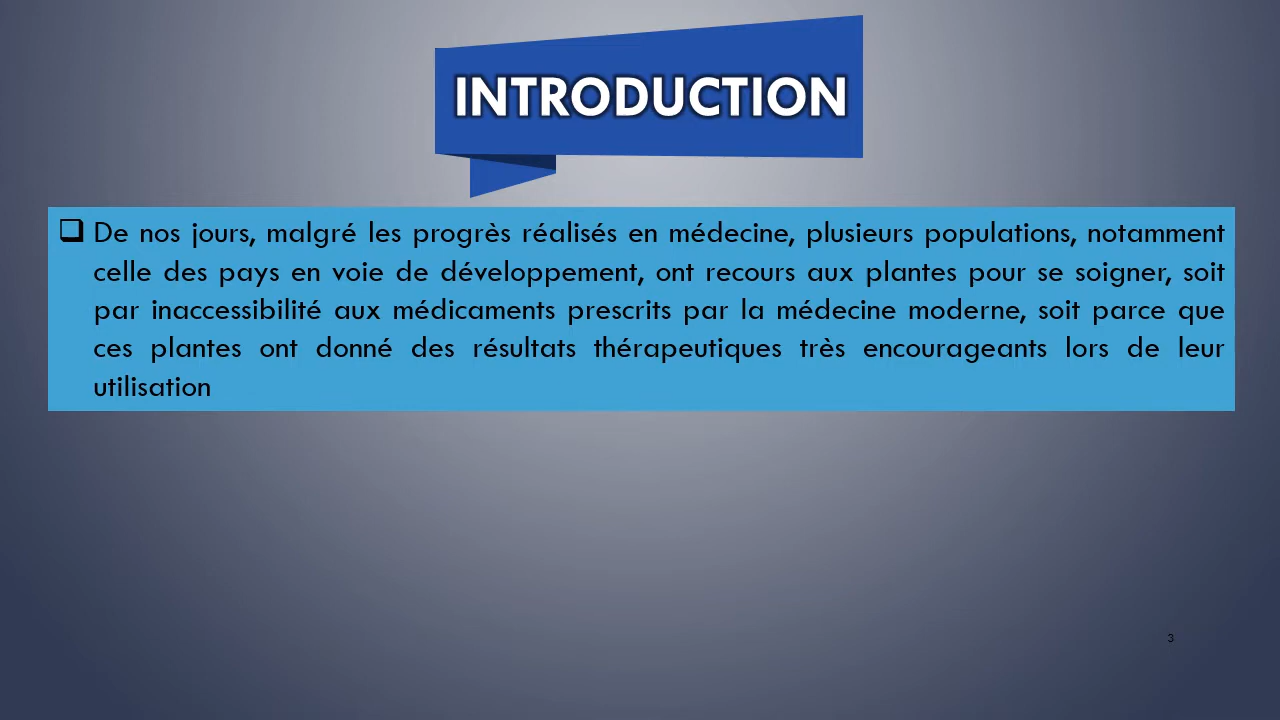 INTRODUCTION
❑ De nos jours, malgré les progrès réalisés en médecine, plusieurs populations, notamment
celle des pays en voie de développement, ont recours aux plantes pour se soigner, soit
par inaccessibilité aux médicaments prescrits par la médecine moderne, soit parce que
ces plantes ont donné des résultats thérapeutiques très encourageants lors de leur
utilisation
3